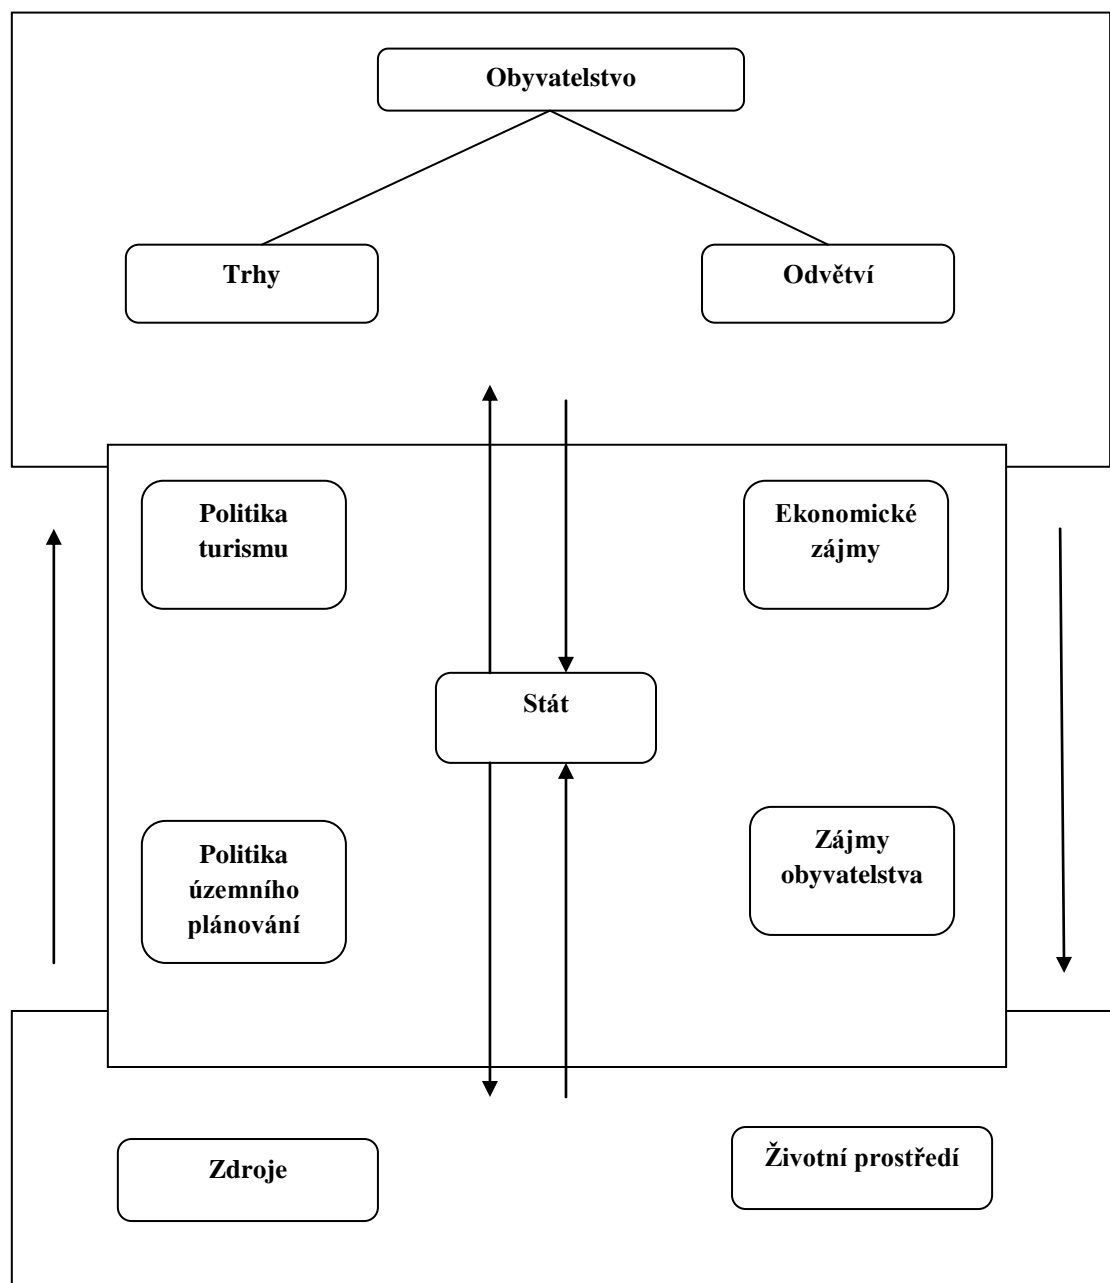 Obyvatelstvo
Trhy
Odvětví
Politika
turismu
Ekonomické
zájmy
Stát
Politika
územního
plánování
Zájmy
obyvatelstva
Zdroje
Životní prostředí